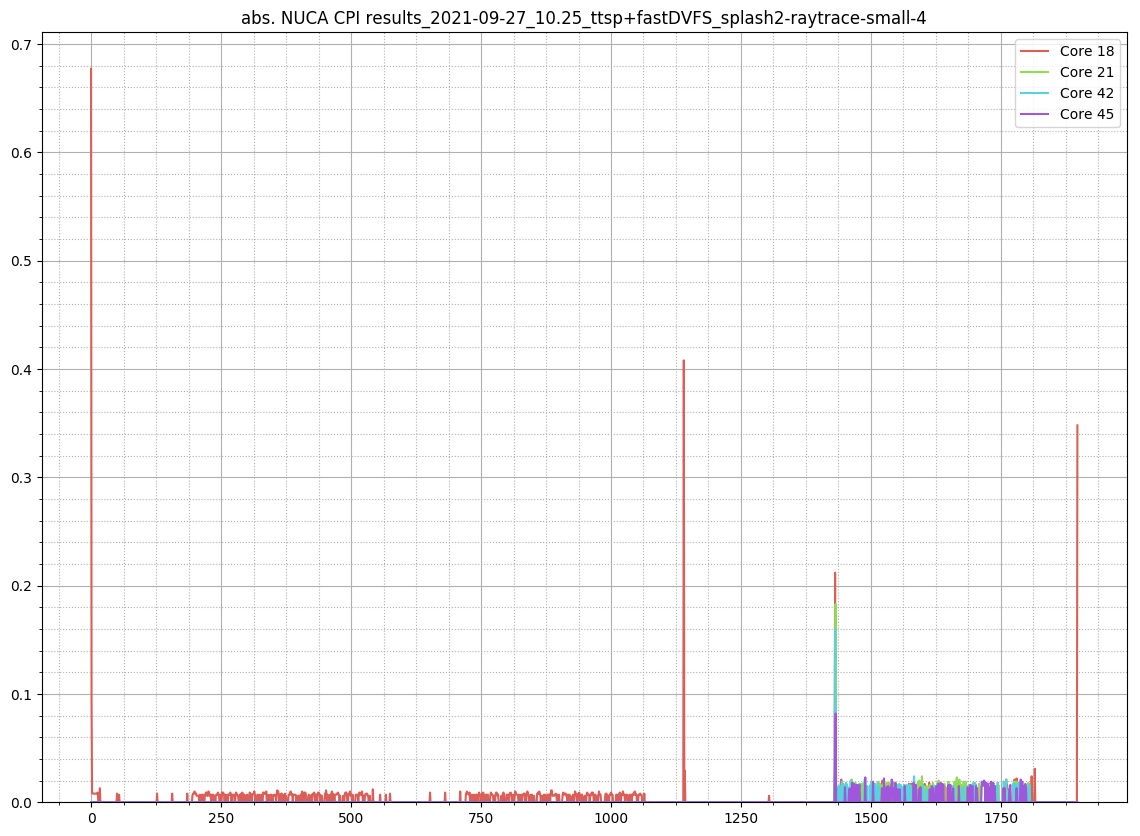 abs. NUCA CPI results_2021-09-27_10.25_ttsp+fastDVFS_splash2-raytrace-small-4
Core 18
Core 21
Core 42
Core 45
0.7
0.6
0.5
0.4
0.3
0.2
0.1
0.0
0 250 500 750 1000 1250 1500 1750